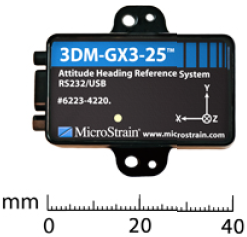 3DM-GX3-25™
Attitude Heading Reference System
RS232/USB
#6223-4220.
Y
X Z
MicroStrain® www.microstrain.com
mm
0 20 40